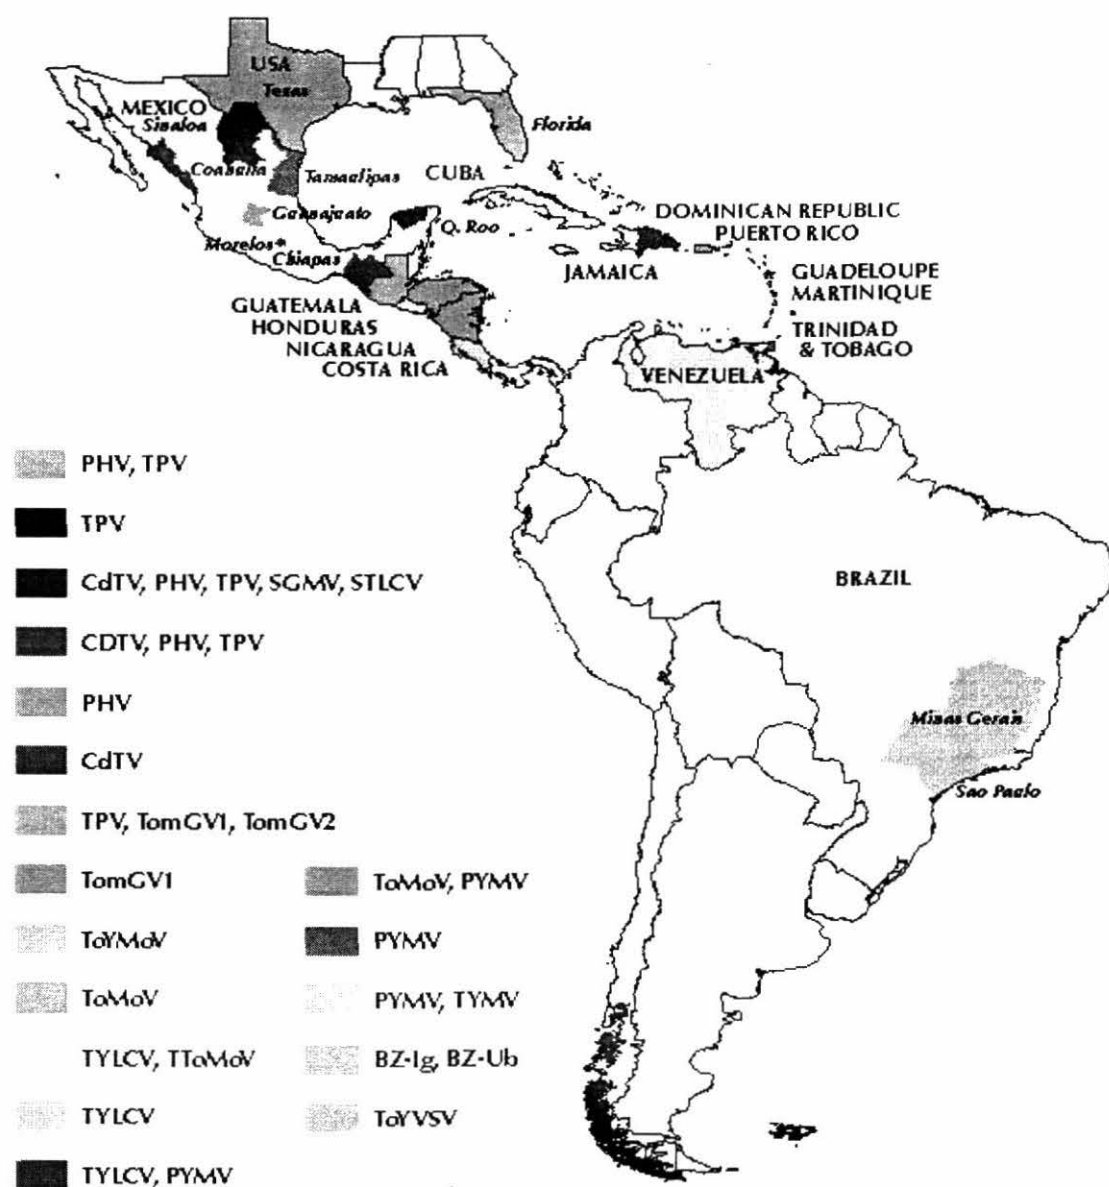 USA
Texas
MEXICO
Sinaloa
Florida
Coahuila
Tamaulipas
CUBA
Guanajuato
Q. Roo
DOMINICAN REPUBLIC
PUERTO RICO
Morelos*
Chiapas
JAMAICA
GUADELOUPE
MARTINIQUE
GUATEMALA
HONDURAS
NICARAGUA
COSTA RICA
TRINIDAD
& TOBAGO
VENEZUELA
BRAZIL
Minas Gerais
Sao Paulo
PHV, TPV
TPV
CdTV, PHV, TPV, SGMV, STLCV
CDTV, PHV, TPV
PHV
CdTV
TPV, TomGV1, TomGV2
TomGV1
ToYMoV
ToMoV
TYLCV, TToMoV
TYLCV
TYLCV, PYMV
ToMoV, PYMV
PYMV
PYMV, TYMV
BZ-Ig, BZ-Ub
ToYVSV